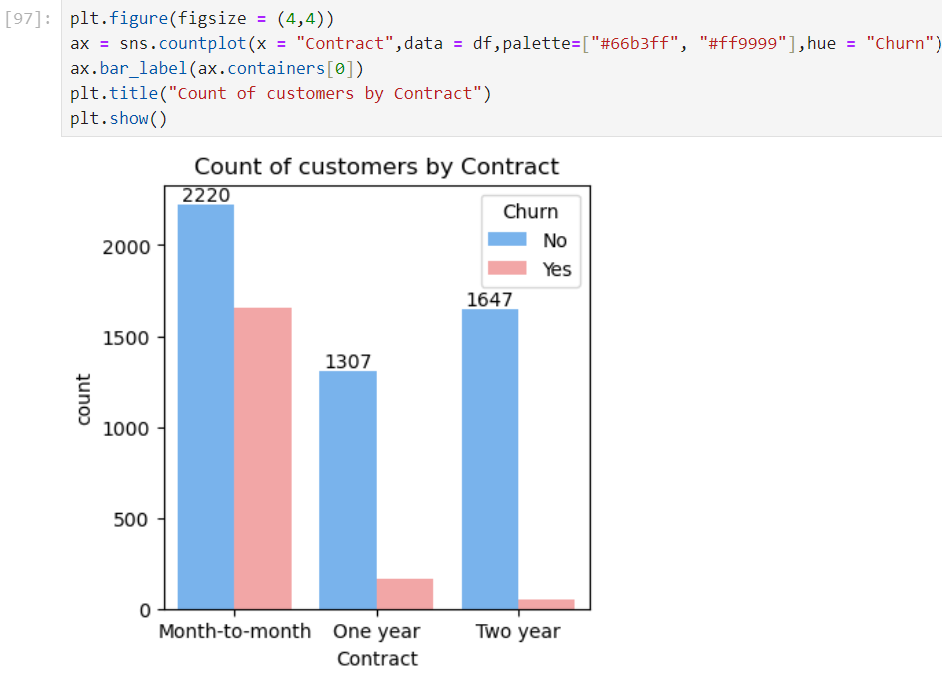 [97]:
plt.figure(figsize = (4,4))
ax = sns.countplot(x = "Contract",data = df,palette=["#66b3ff", "#ff9999"],hue = "Churn")
ax.bar_label(ax.containers[0])
plt.title("Count of customers by Contract")
plt.show()
Count of customers by Contract
2220
Churn
No
Yes
2000
1647
1500
1307
count
1000
500
0
Month-to-month One year Two year
Contract